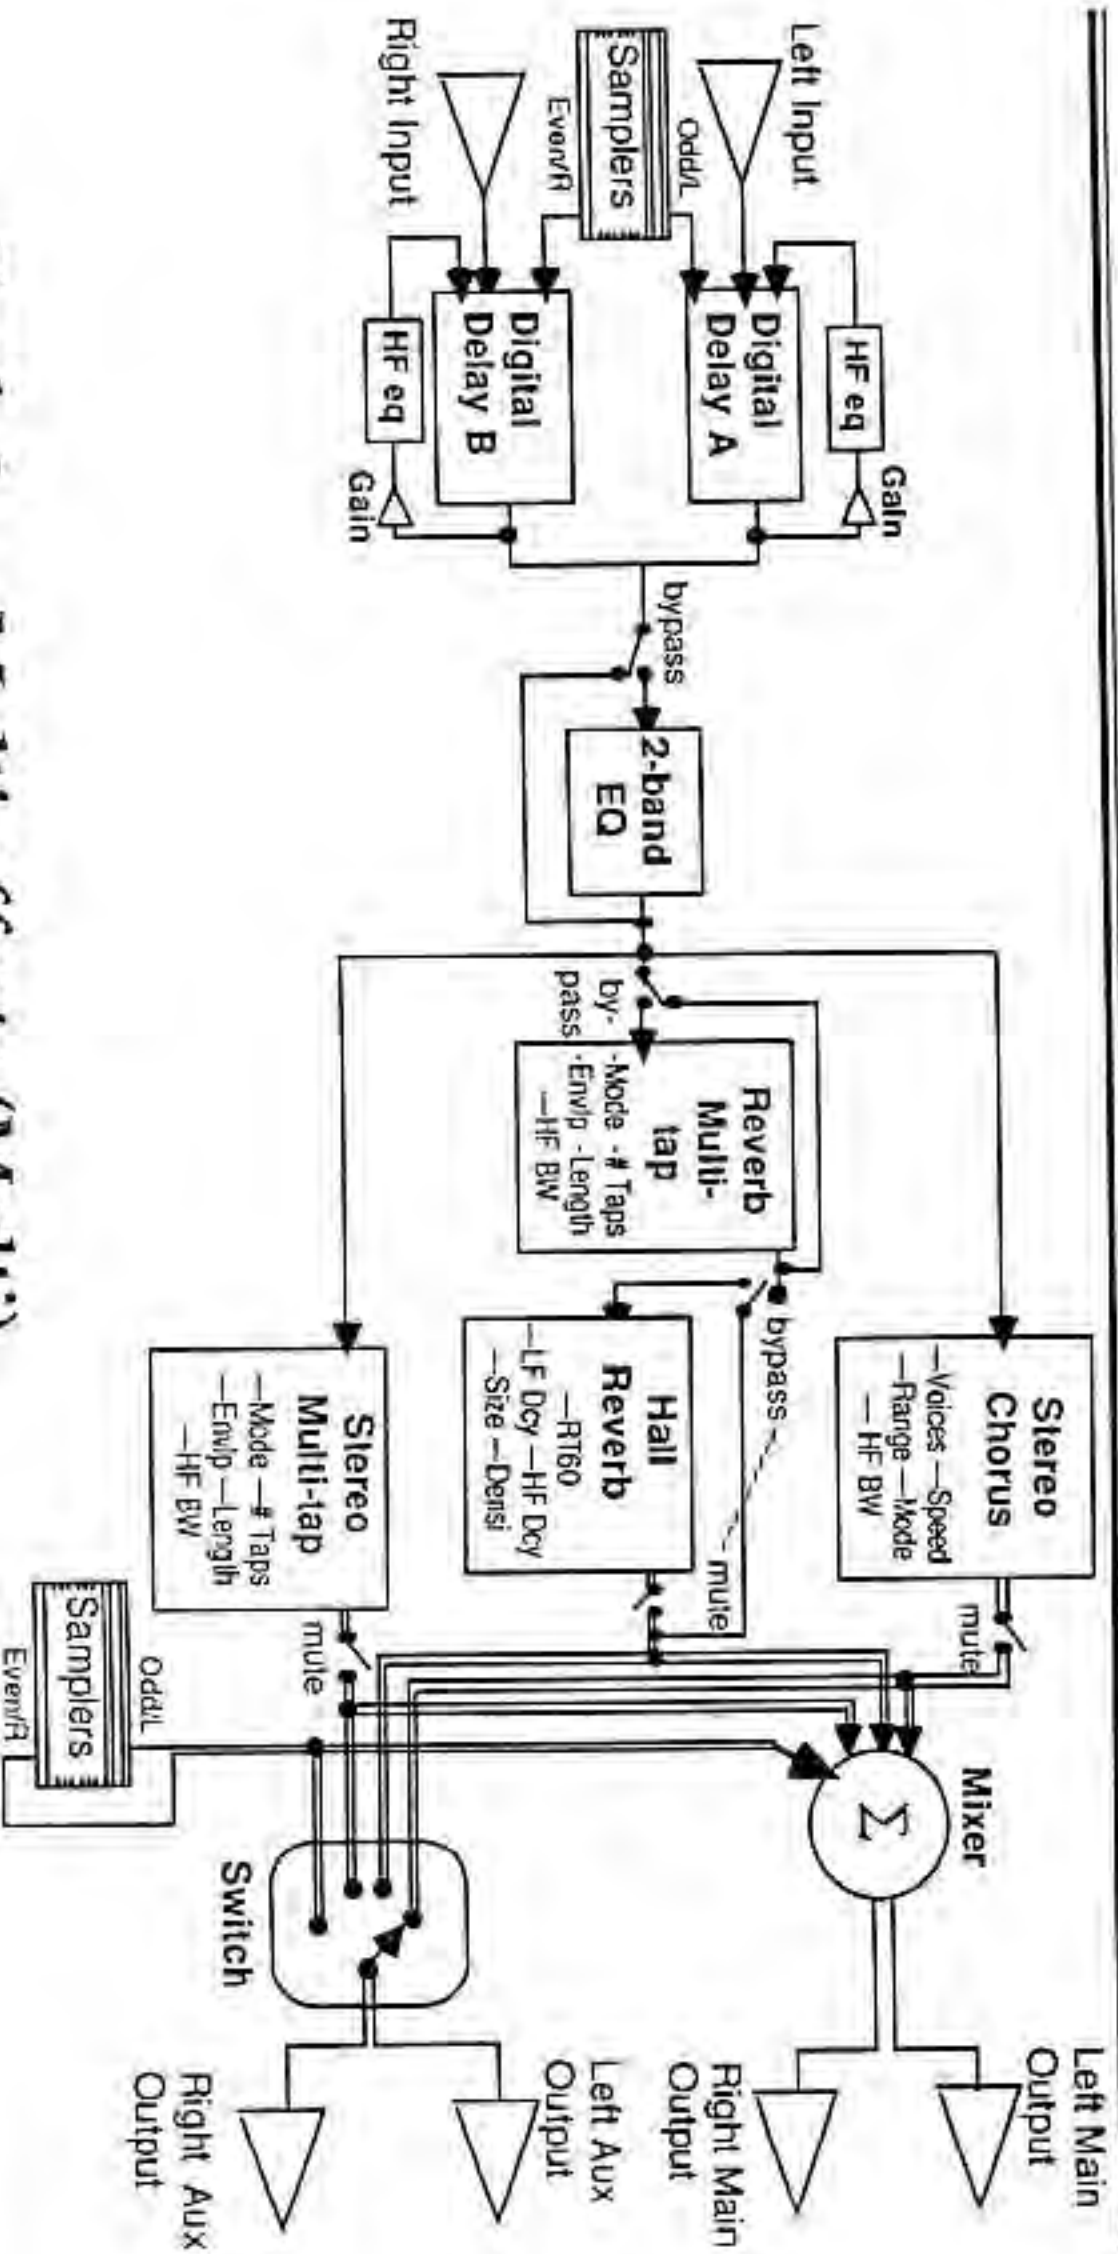 Left Input
Samplers
Odd/L
Even/R
Right Input
HF eq
Gain
Digital
Delay A
Digital
Delay B
HF eq
Gain
bypass
2-band
EQ
by-
pass
Reverb
Multi-
tap
-Mode -# Taps
-Envlp -Length
—HF BW
Stereo
Chorus
—Voices —Speed
—Range —Mode
— HF BW
mute
bypass
mute
Hall
Reverb
—RT60
—LF Dcy —HF Dcy
—Size —Densi
Stereo
Multi-tap
—Mode —# Taps
—Envlp —Length
—HF BW
mute
Samplers
Odd/L
Even/R
Mixer
Σ
Switch
Left Main
Output
Right Main
Output
Left Aux
Output
Right Aux
Output